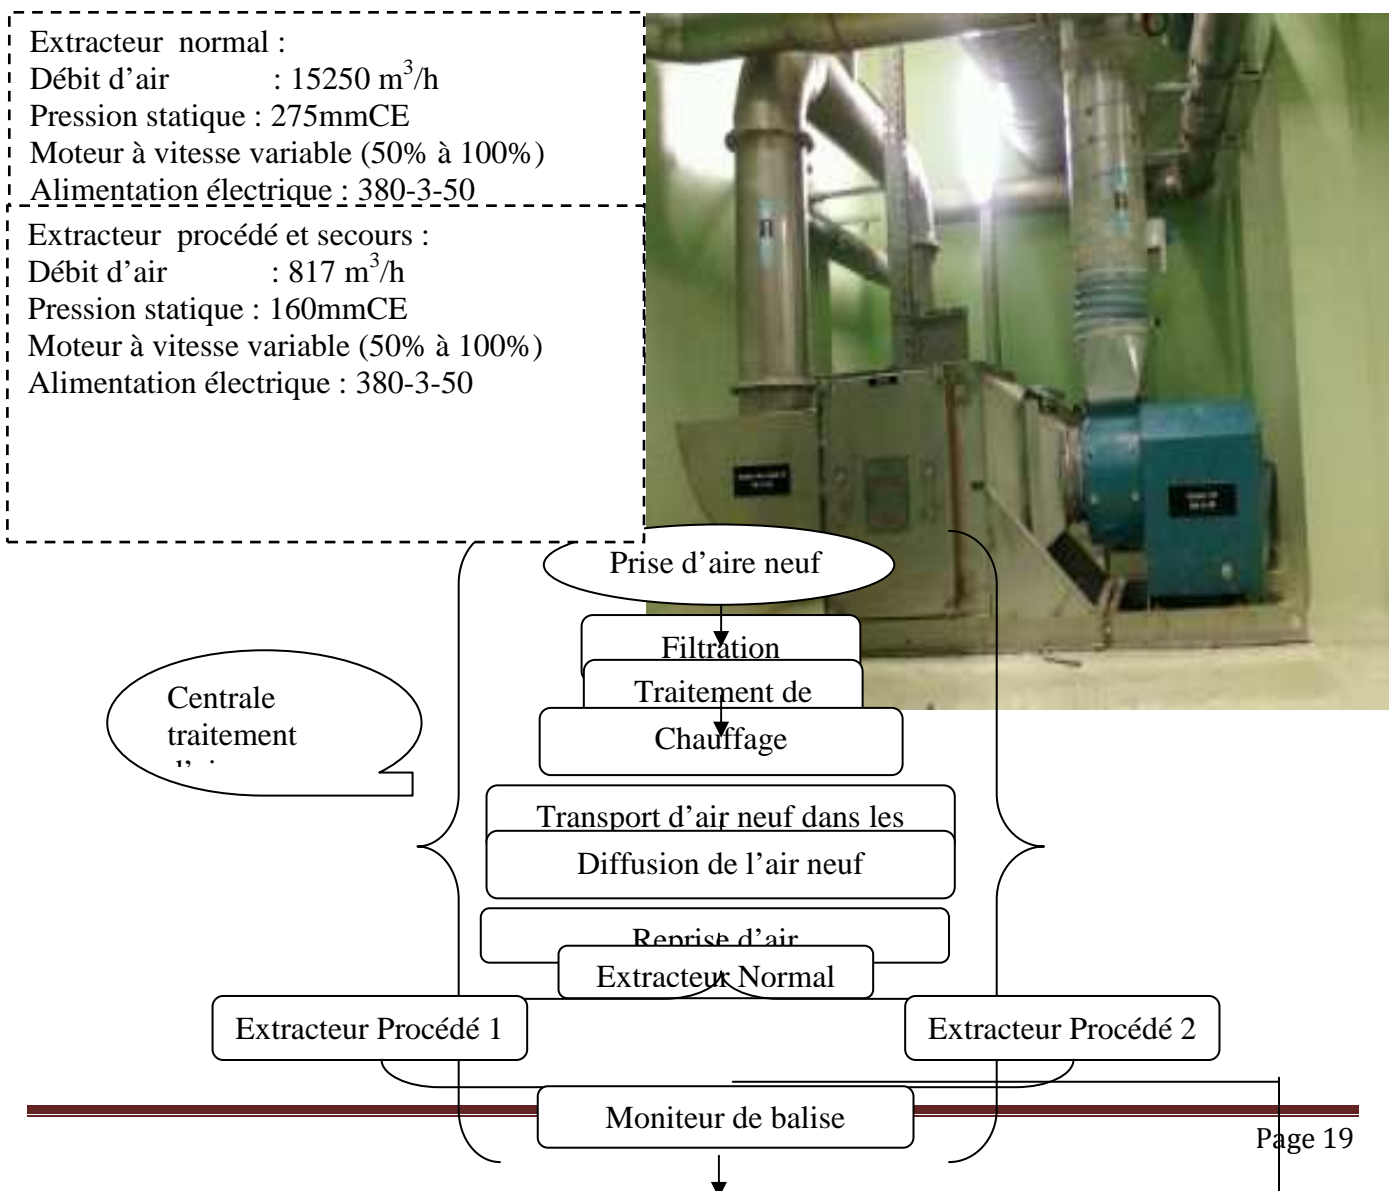 Extracteur normal :
Débit d’air : 15250 m³/h
Pression statique : 275mmCE
Moteur à vitesse variable (50% à 100%)
Alimentation électrique : 380-3-50
Extracteur procédé et secours :
Débit d’air : 817 m³/h
Pression statique : 160mmCE
Moteur à vitesse variable (50% à 100%)
Alimentation électrique : 380-3-50
Prise d’aire neuf
Filtration
Traitement de
Chauffage
Centrale
traitement
Transport d’air neuf dans les
Diffusion de l’air neuf
Reprise d’air
Extracteur Normal
Extracteur Procédé 1
Extracteur Procédé 2
Moniteur de balise
Page 19